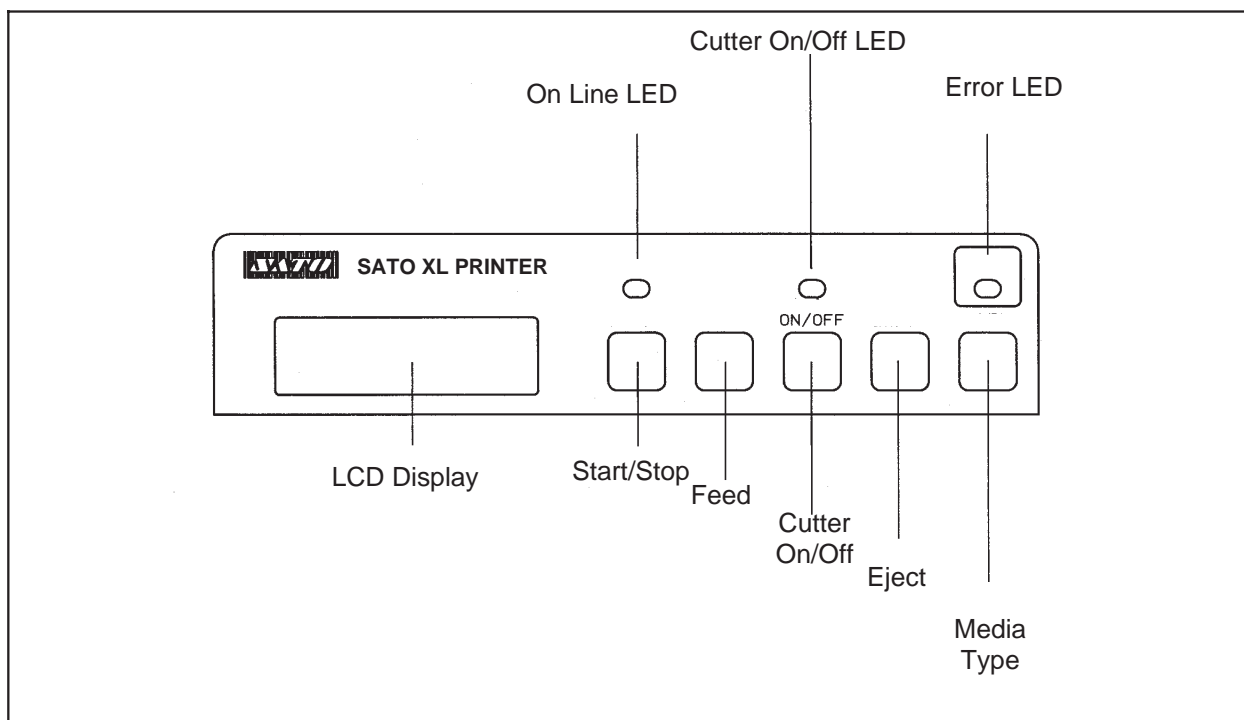 Cutter On/Off LED
On Line LED
Error LED
SATO
SATO XL PRINTER
ON/OFF
LCD Display
Start/Stop
Feed
Cutter
On/Off
Eject
Media
Type